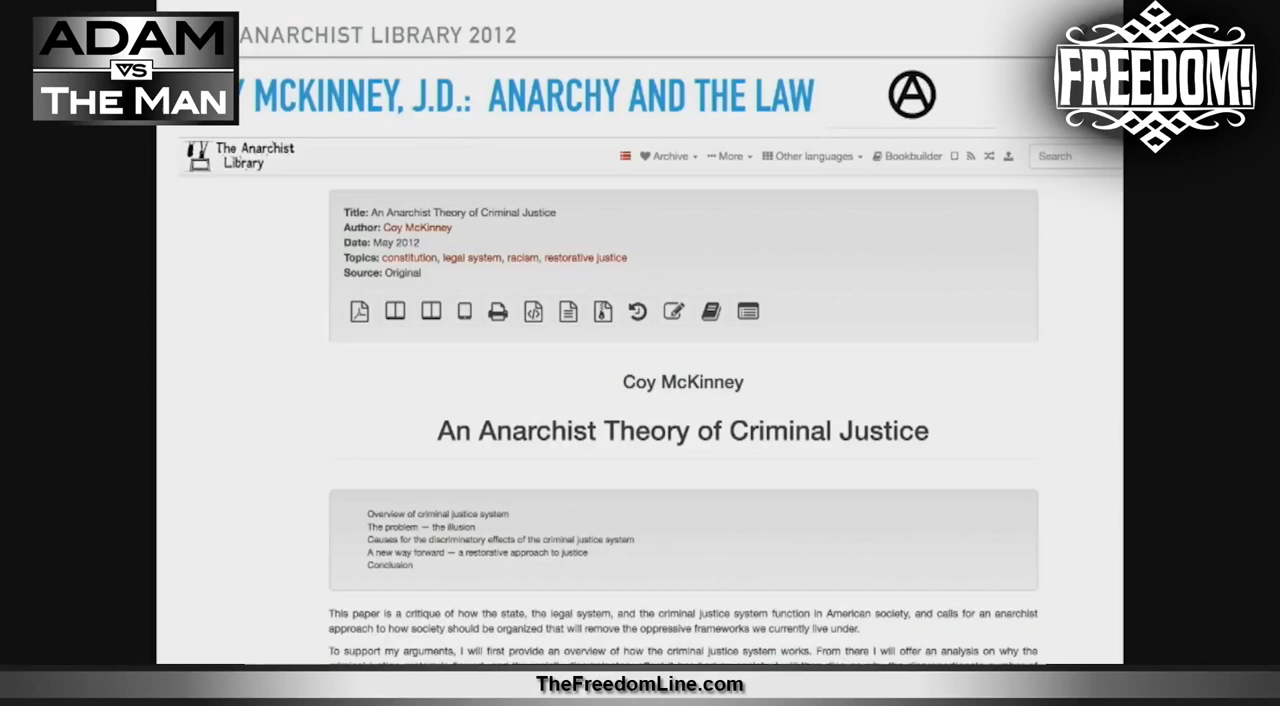 ADAM
VS
THE MAN
ANARCHIST LIBRARY 2012
FREEDOM!
Y MCKINNEY, J.D.: ANARCHY AND THE LAW
The Anarchist
Library
Archive
More
Other languages
Bookbuilder
Search
Title: An Anarchist Theory of Criminal Justice
Author: Coy McKinney
Date: May 2012
Topics: constitution, legal system, racism, restorative justice
Source: Original
Coy McKinney
An Anarchist Theory of Criminal Justice
Overview of criminal justice system
The problem — the illusion
Causes for the discriminatory effects of the criminal justice system
A new way forward — a restorative approach to justice
Conclusion
This paper is a critique of how the state, the legal system, and the criminal justice system function in American society, and calls for an anarchist
approach to how society should be organized that will remove the oppressive frameworks we currently live under.
To support my arguments, I will first provide an overview of how the criminal justice system works. From there I will offer an analysis on why the
TheFreedomLine.com